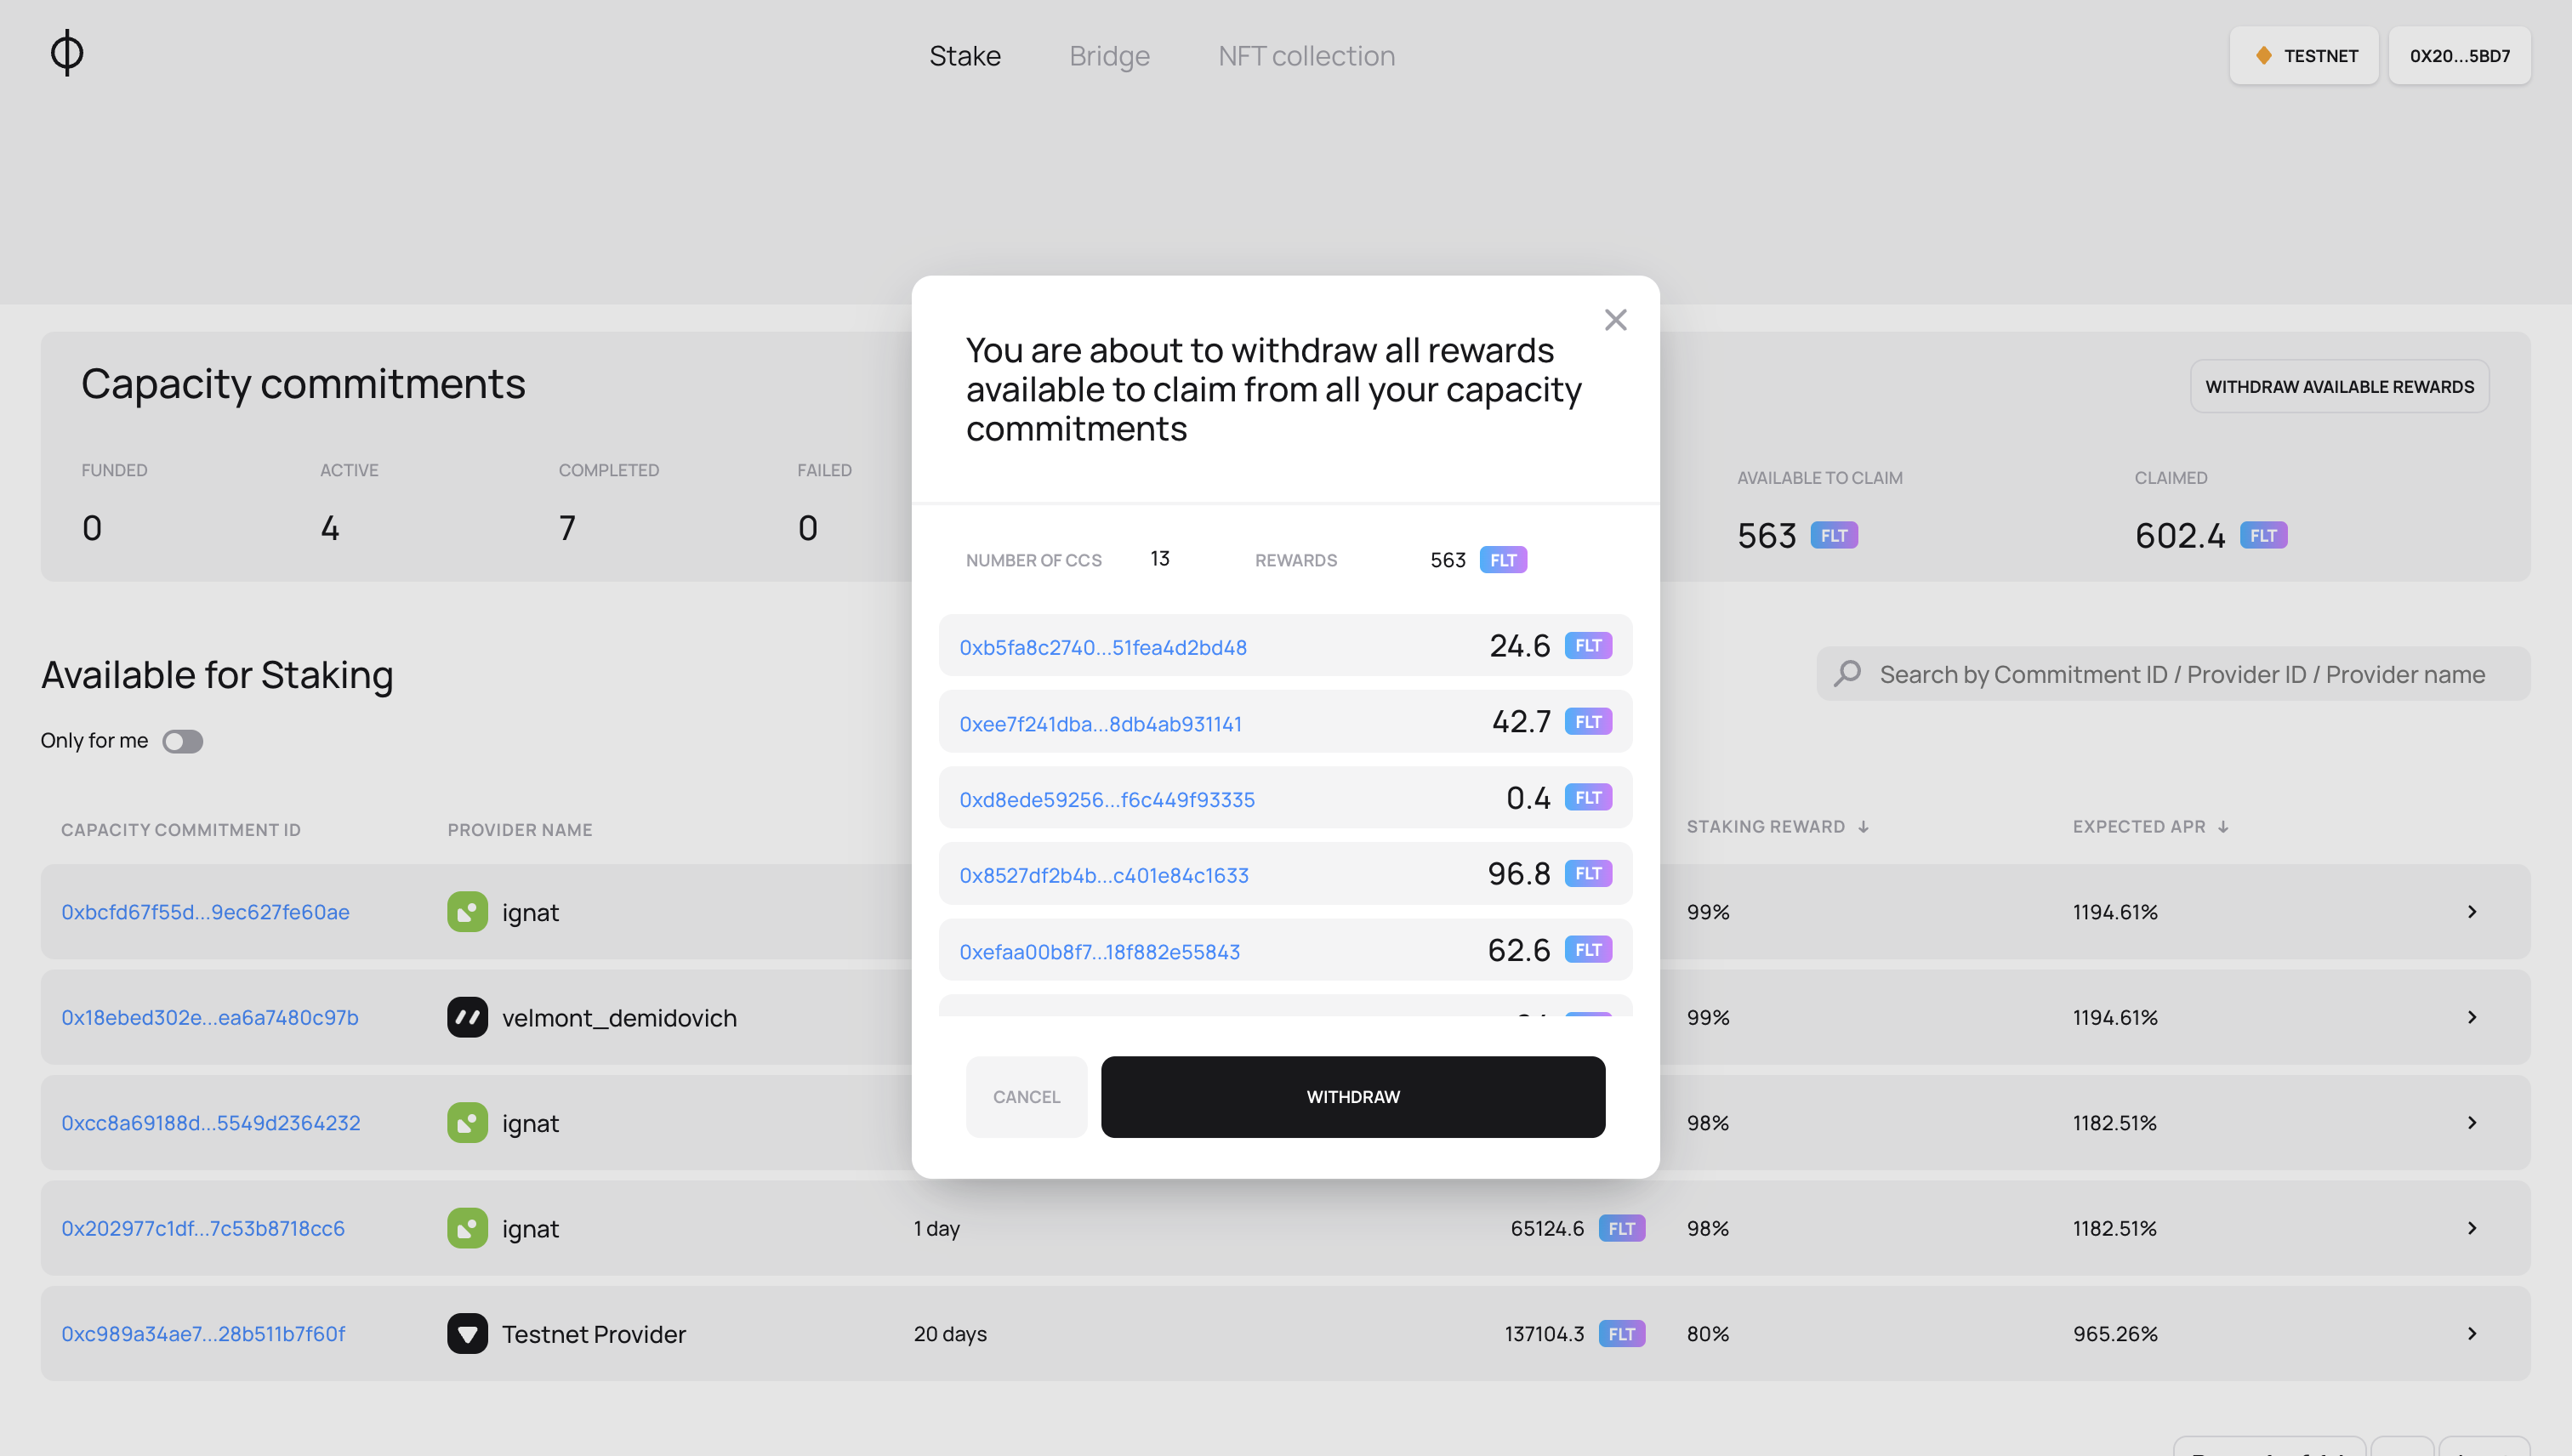 Stake
Bridge
NFT collection
TESTNET
0X20...5BD7
You are about to withdraw all rewards
available to claim from all your capacity
commitments
NUMBER OF CCS 13 REWARDS 563 FLT
0xb5fa8c2740...51fea4d2bd48 24.6 FLT
0xee7f241dba...8db4ab931141 42.7 FLT
0xd8ede59256...f6c449f93335 0.4 FLT
0x8527df2b4b...c401e84c1633 96.8 FLT
0xefaa00b8f7...18f882e55843 62.6 FLT
CANCEL
WITHDRAW
Capacity commitments
WITHDRAW AVAILABLE REWARDS
FUNDED ACTIVE COMPLETED FAILED
0 4 7 0
AVAILABLE TO CLAIM CLAIMED
563 FLT 602.4 FLT
Available for Staking
Search by Commitment ID / Provider ID / Provider name
Only for me
CAPACITY COMMITMENT ID PROVIDER NAME STAKING REWARD ↓ EXPECTED APR ↓
0xbcfd67f55d...9ec627fe60ae ignat 99% 1194.61%
0x18ebed302e...ea6a7480c97b velmont_demidovich 99% 1194.61%
0xcc8a69188d...5549d2364232 ignat 98% 1182.51%
0x202977c1df...7c53b8718cc6 ignat 1 day 65124.6 FLT 98% 1182.51%
0xc989a34ae7...28b511b7f60f Testnet Provider 20 days 137104.3 FLT 80% 965.26%